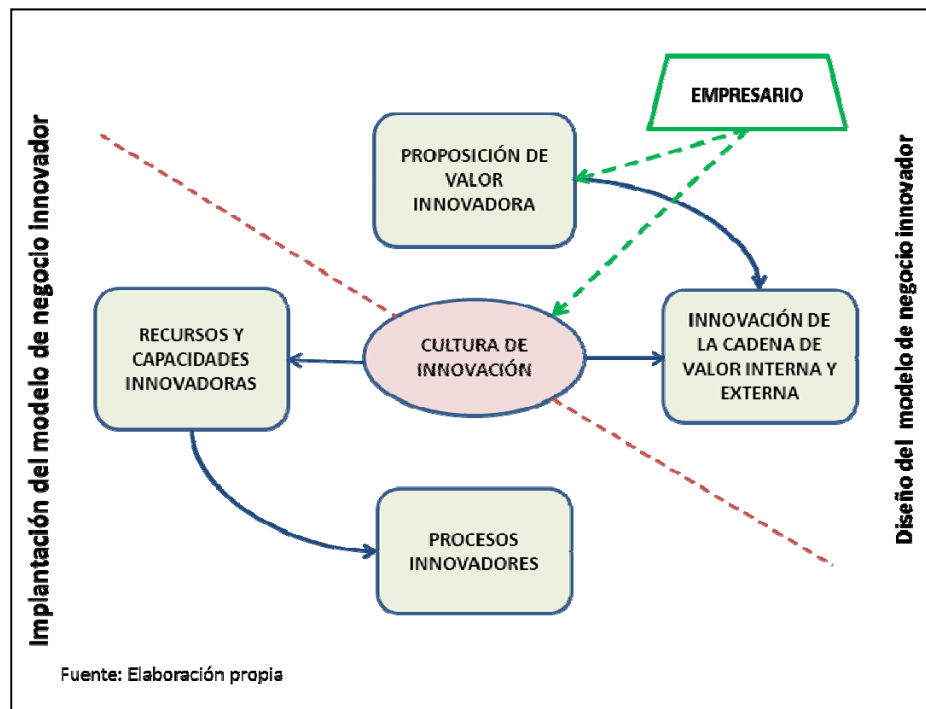 EMPRESARIO
PROPOSICIÓN DE
VALOR
INNOVADORA
Implantación del modelo de negocio innovador
Diseño del modelo de negocio innovador
RECURSOS Y
CAPACIDADES
INNOVADORAS
CULTURA DE
INNOVACIÓN
INNOVACIÓN DE
LA CADENA DE
VALOR INTERNA Y
EXTERNA
PROCESOS
INNOVADORES
Fuente: Elaboración propia